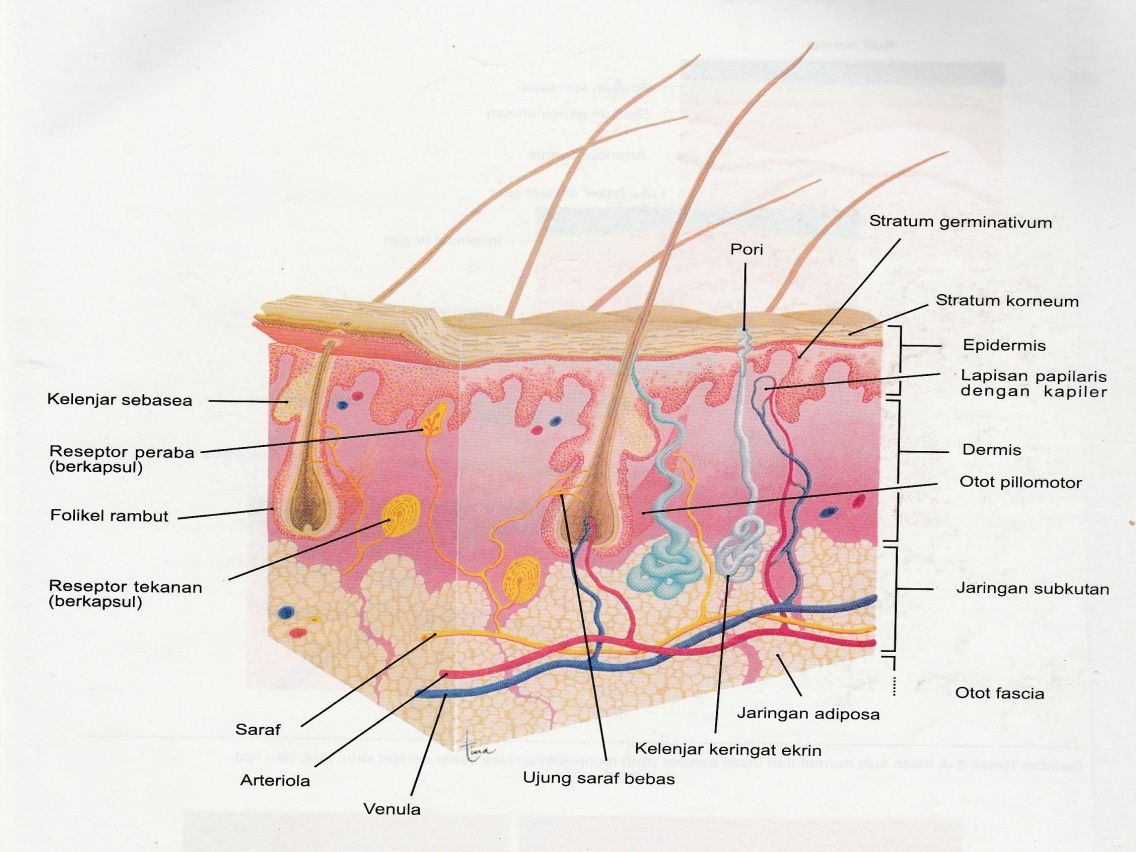 Stratum germinativum
Pori
Stratum korneum
Epidermis
Lapisan papilaris
dengan kapiler
Kelenjar sebasea
Reseptor peraba
(berkapsul)
Dermis
Otot pillomotor
Folikel rambut
Reseptor tekanan
(berkapsul)
Jaringan subkutan
Otot fascia
Jaringan adiposa
Saraf
Kelenjar keringat ekrin
Arteriola
Ujung saraf bebas
Venula